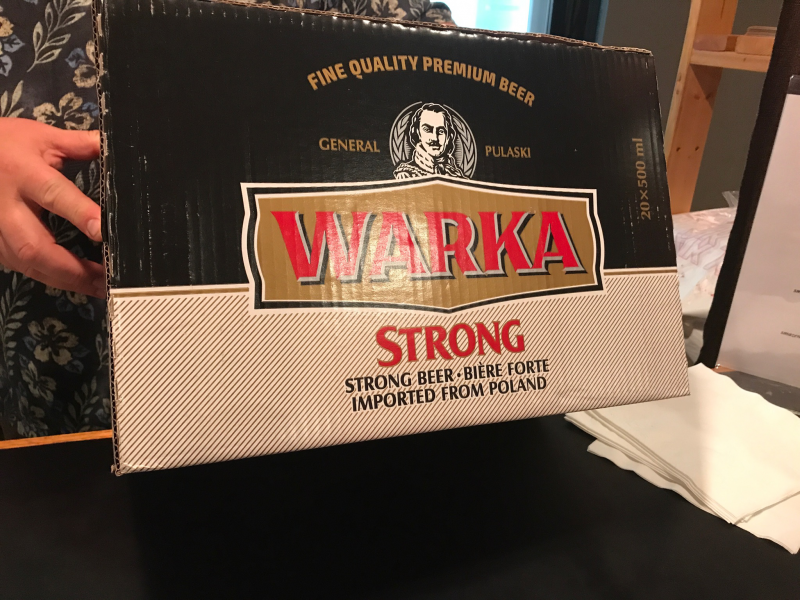 FINE QUALITY PREMIUM BEER
GENERAL PULASKI
20×500 ml
WARKA
STRONG
STRONG BEER · BIÈRE FORTE
IMPORTED FROM POLAND